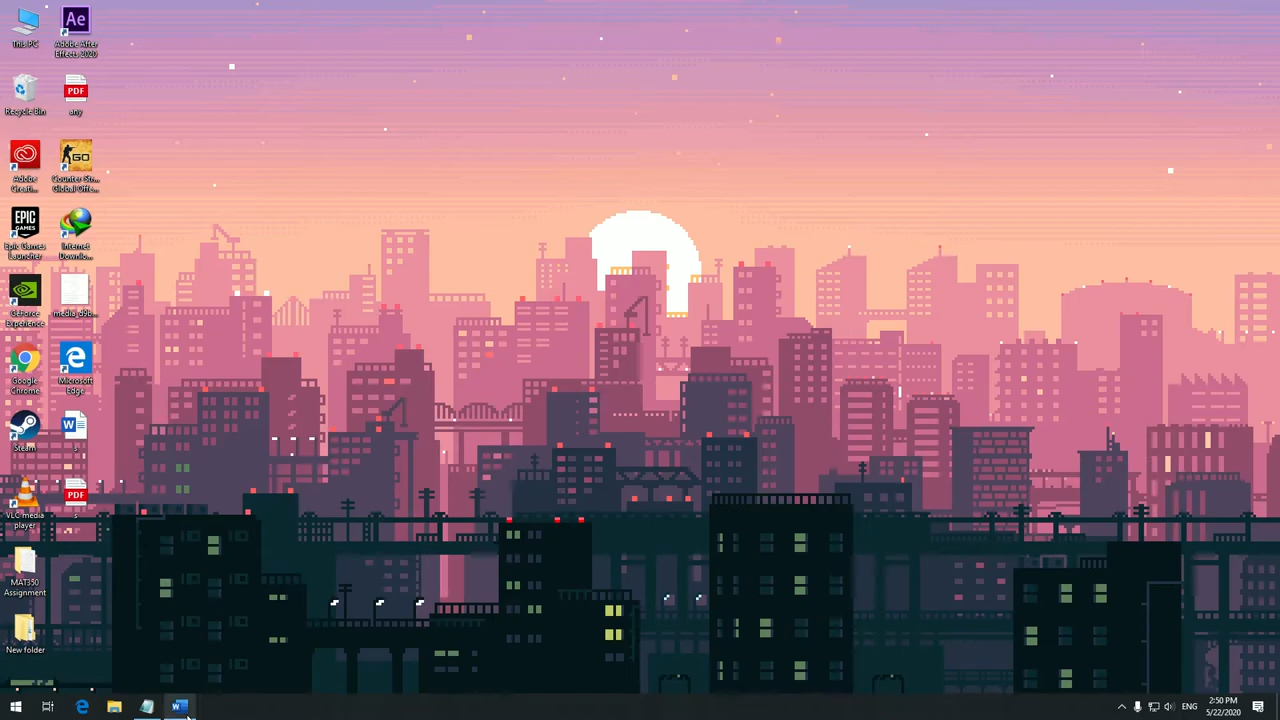 This PC
Ae
Adobe After
Effects 2020
Recycle Bin
PDF
any
Adobe
Creati...
GO
Counter-Str...
Global Offe...
EPIC
GAMES
Epic Games
Launcher
Internet
Downlo...
GeForce
Experience
Google
Chrome
Microsoft
Edge
Steam
W
s
VLC media
player
PDF
s
MAT350
Assignment
New folder
W
ENG
2:50 PM
5/22/2020